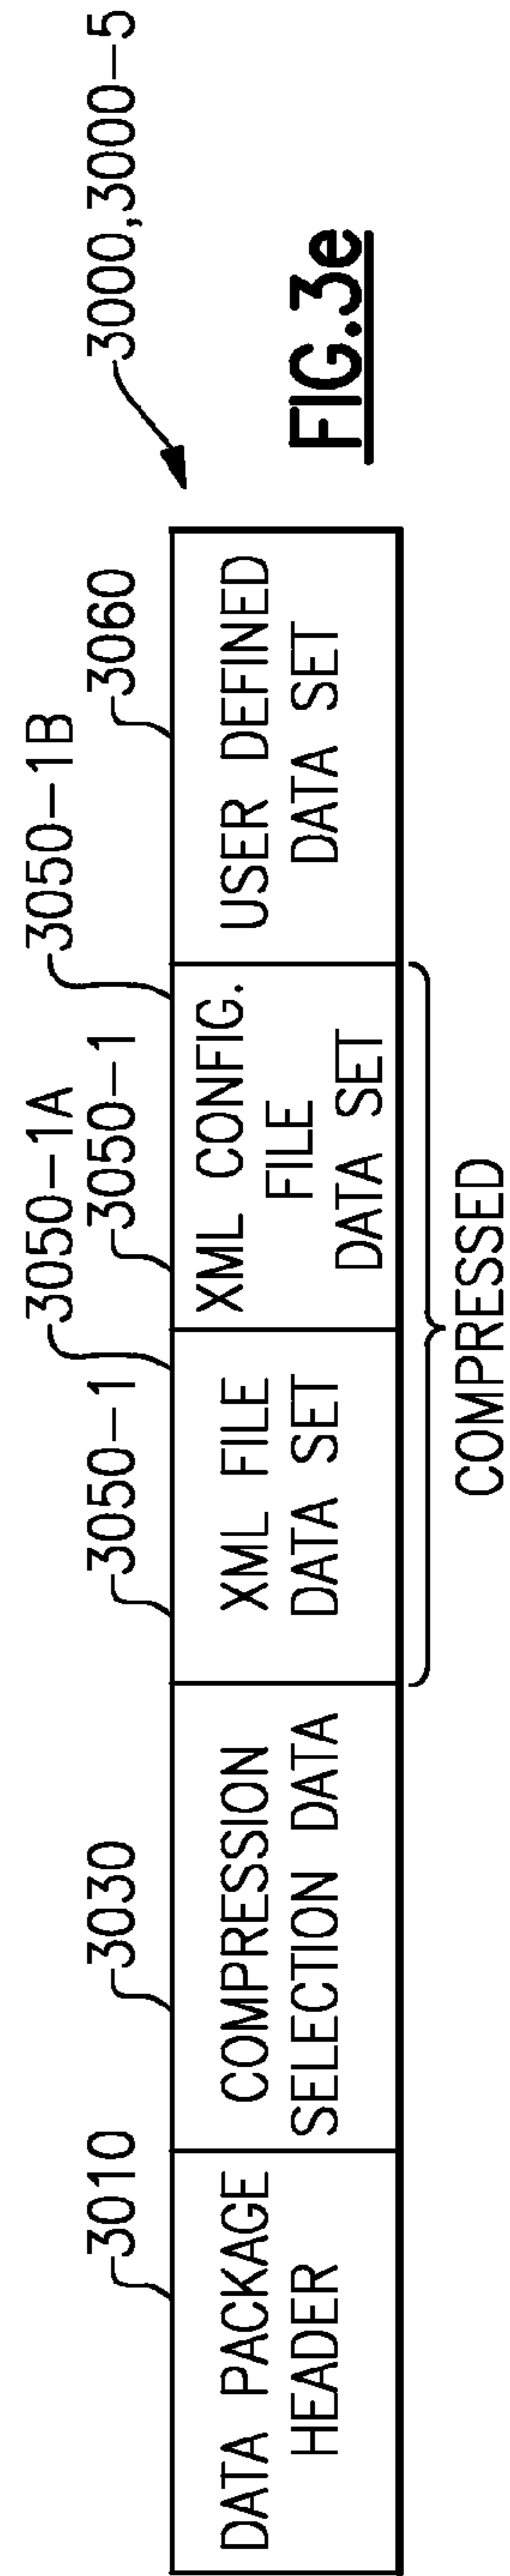 3000,3000-5
3050-1A
3050-1B
3010
3030
3050-1
3050-1
3060
DATA PACKAGE
HEADER
COMPRESSION
SELECTION DATA
XML FILE
DATA SET
XML CONFIG.
FILE
DATA SET
USER DEFINED
DATA SET
COMPRESSED
FIG.3e